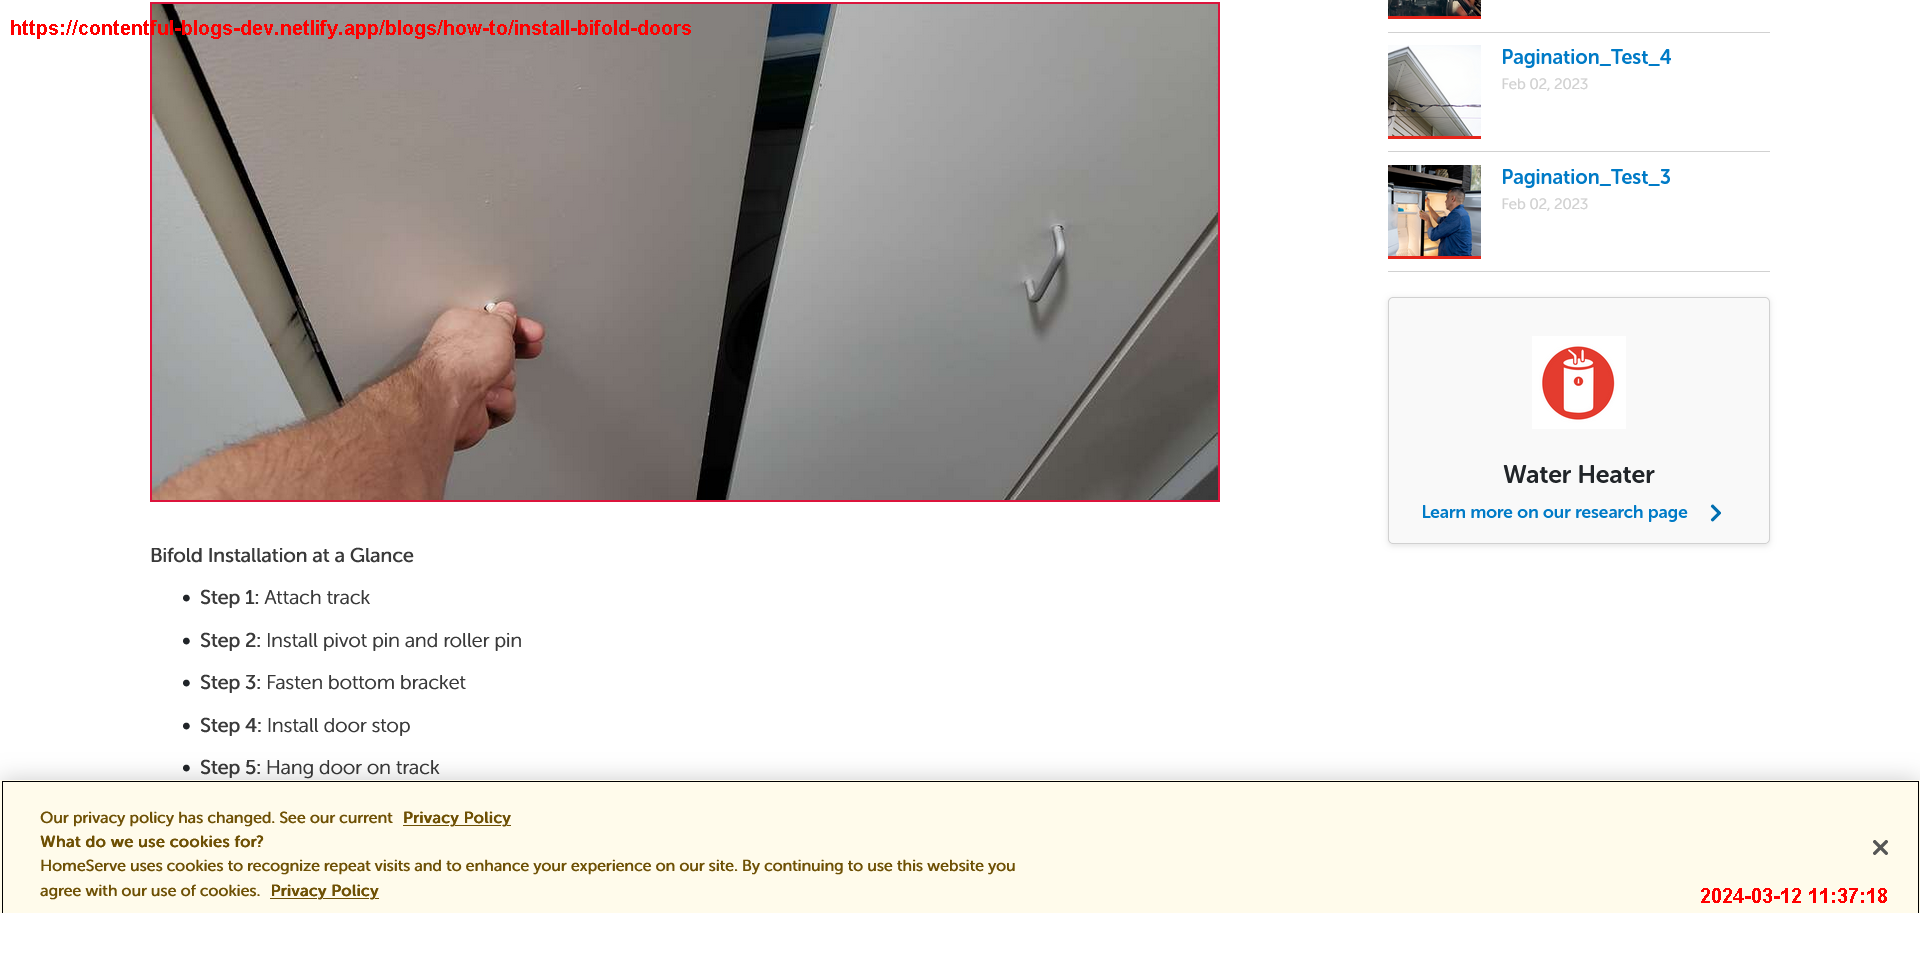 https://contentful-blogs-dev.netlify.app/blogs/how-to/install-bifold-doors
Pagination_Test_4
Feb 02, 2023
Pagination_Test_3
Feb 02, 2023
Water Heater
Learn more on our research page
Bifold Installation at a Glance
Step 1: Attach track
Step 2: Install pivot pin and roller pin
Step 3: Fasten bottom bracket
Step 4: Install door stop
Step 5: Hang door on track
Our privacy policy has changed. See our current Privacy Policy
What do we use cookies for?
HomeServe uses cookies to recognize repeat visits and to enhance your experience on our site. By continuing to use this website you
agree with our use of cookies. Privacy Policy
2024-03-12 11:37:18